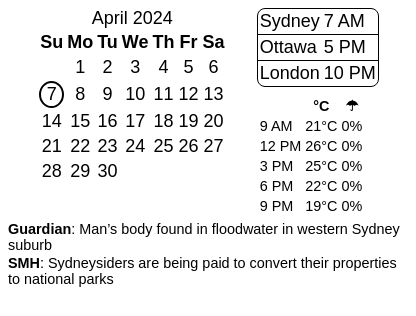 April 2024
Su Mo Tu We Th Fr Sa
1 2 3 4 5 6
7 8 9 10 11 12 13
14 15 16 17 18 19 20
21 22 23 24 25 26 27
28 29 30
Sydney 7 AM
Ottawa 5 PM
London 10 PM
°C ☂
9 AM 21°C 0%
12 PM 26°C 0%
3 PM 25°C 0%
6 PM 22°C 0%
9 PM 19°C 0%
Guardian: Man’s body found in floodwater in western Sydney
suburb
SMH: Sydneysiders are being paid to convert their properties
to national parks